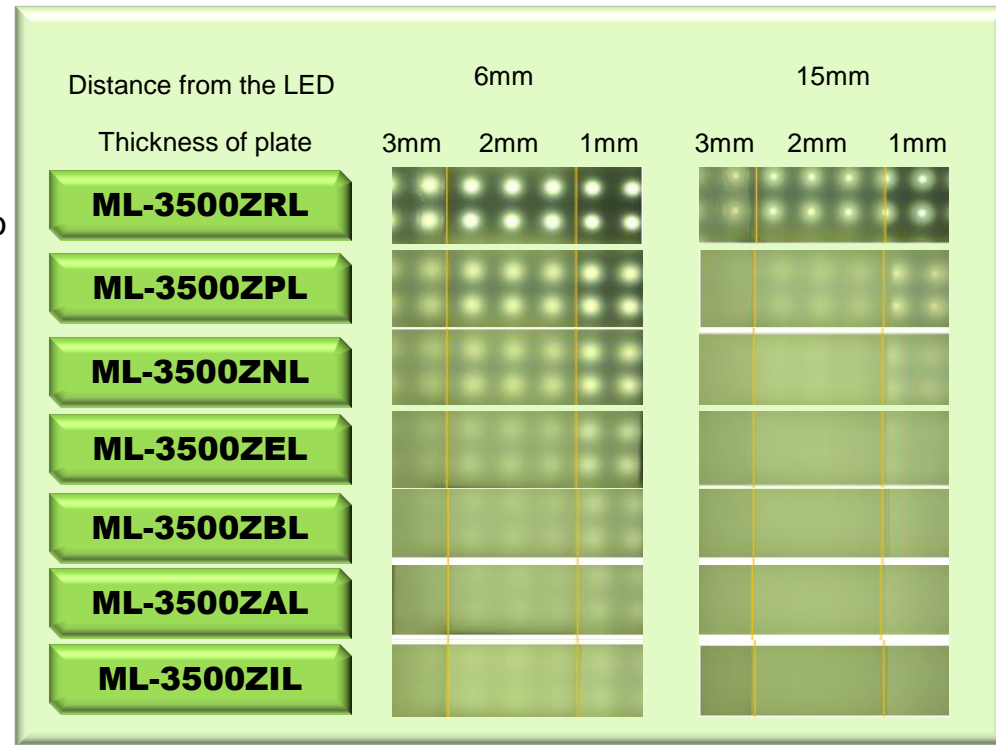 Distance from the LED 6mm 15mm
Thickness of plate 3mm 2mm 1mm 3mm 2mm 1mm
ML-3500ZRL
ML-3500ZPL
ML-3500ZNL
ML-3500ZEL
ML-3500ZBL
ML-3500ZAL
ML-3500ZIL